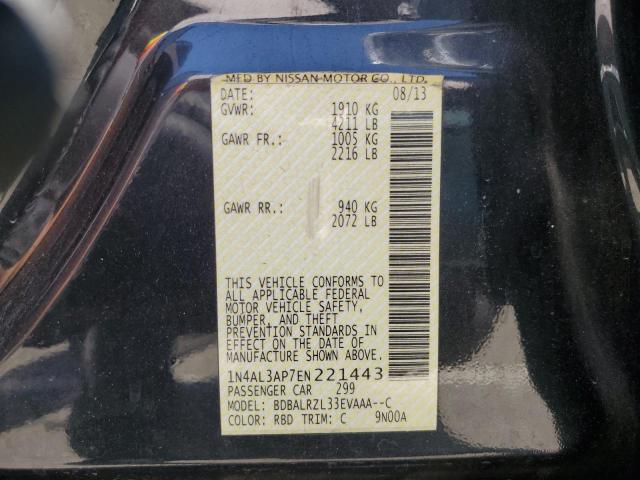 MFD BY NISSAN MOTOR CO., LTD.
DATE: 08/13
GVWR: 1910 KG
4211 LB
GAWR FR.: 1005 KG
2216 LB
GAWR RR.: 940 KG
2072 LB
THIS VEHICLE CONFORMS TO
ALL APPLICABLE FEDERAL
MOTOR VEHICLE SAFETY,
BUMPER, AND THEFT
PREVENTION STANDARDS IN
EFFECT ON THE DATE OF
MANUFACTURE SHOWN ABOVE.
1N4AL3AP7EN221443
PASSENGER CAR 299
MODEL: BDBALRZL33EVAAA--C
COLOR: RBD TRIM: C 9N00A